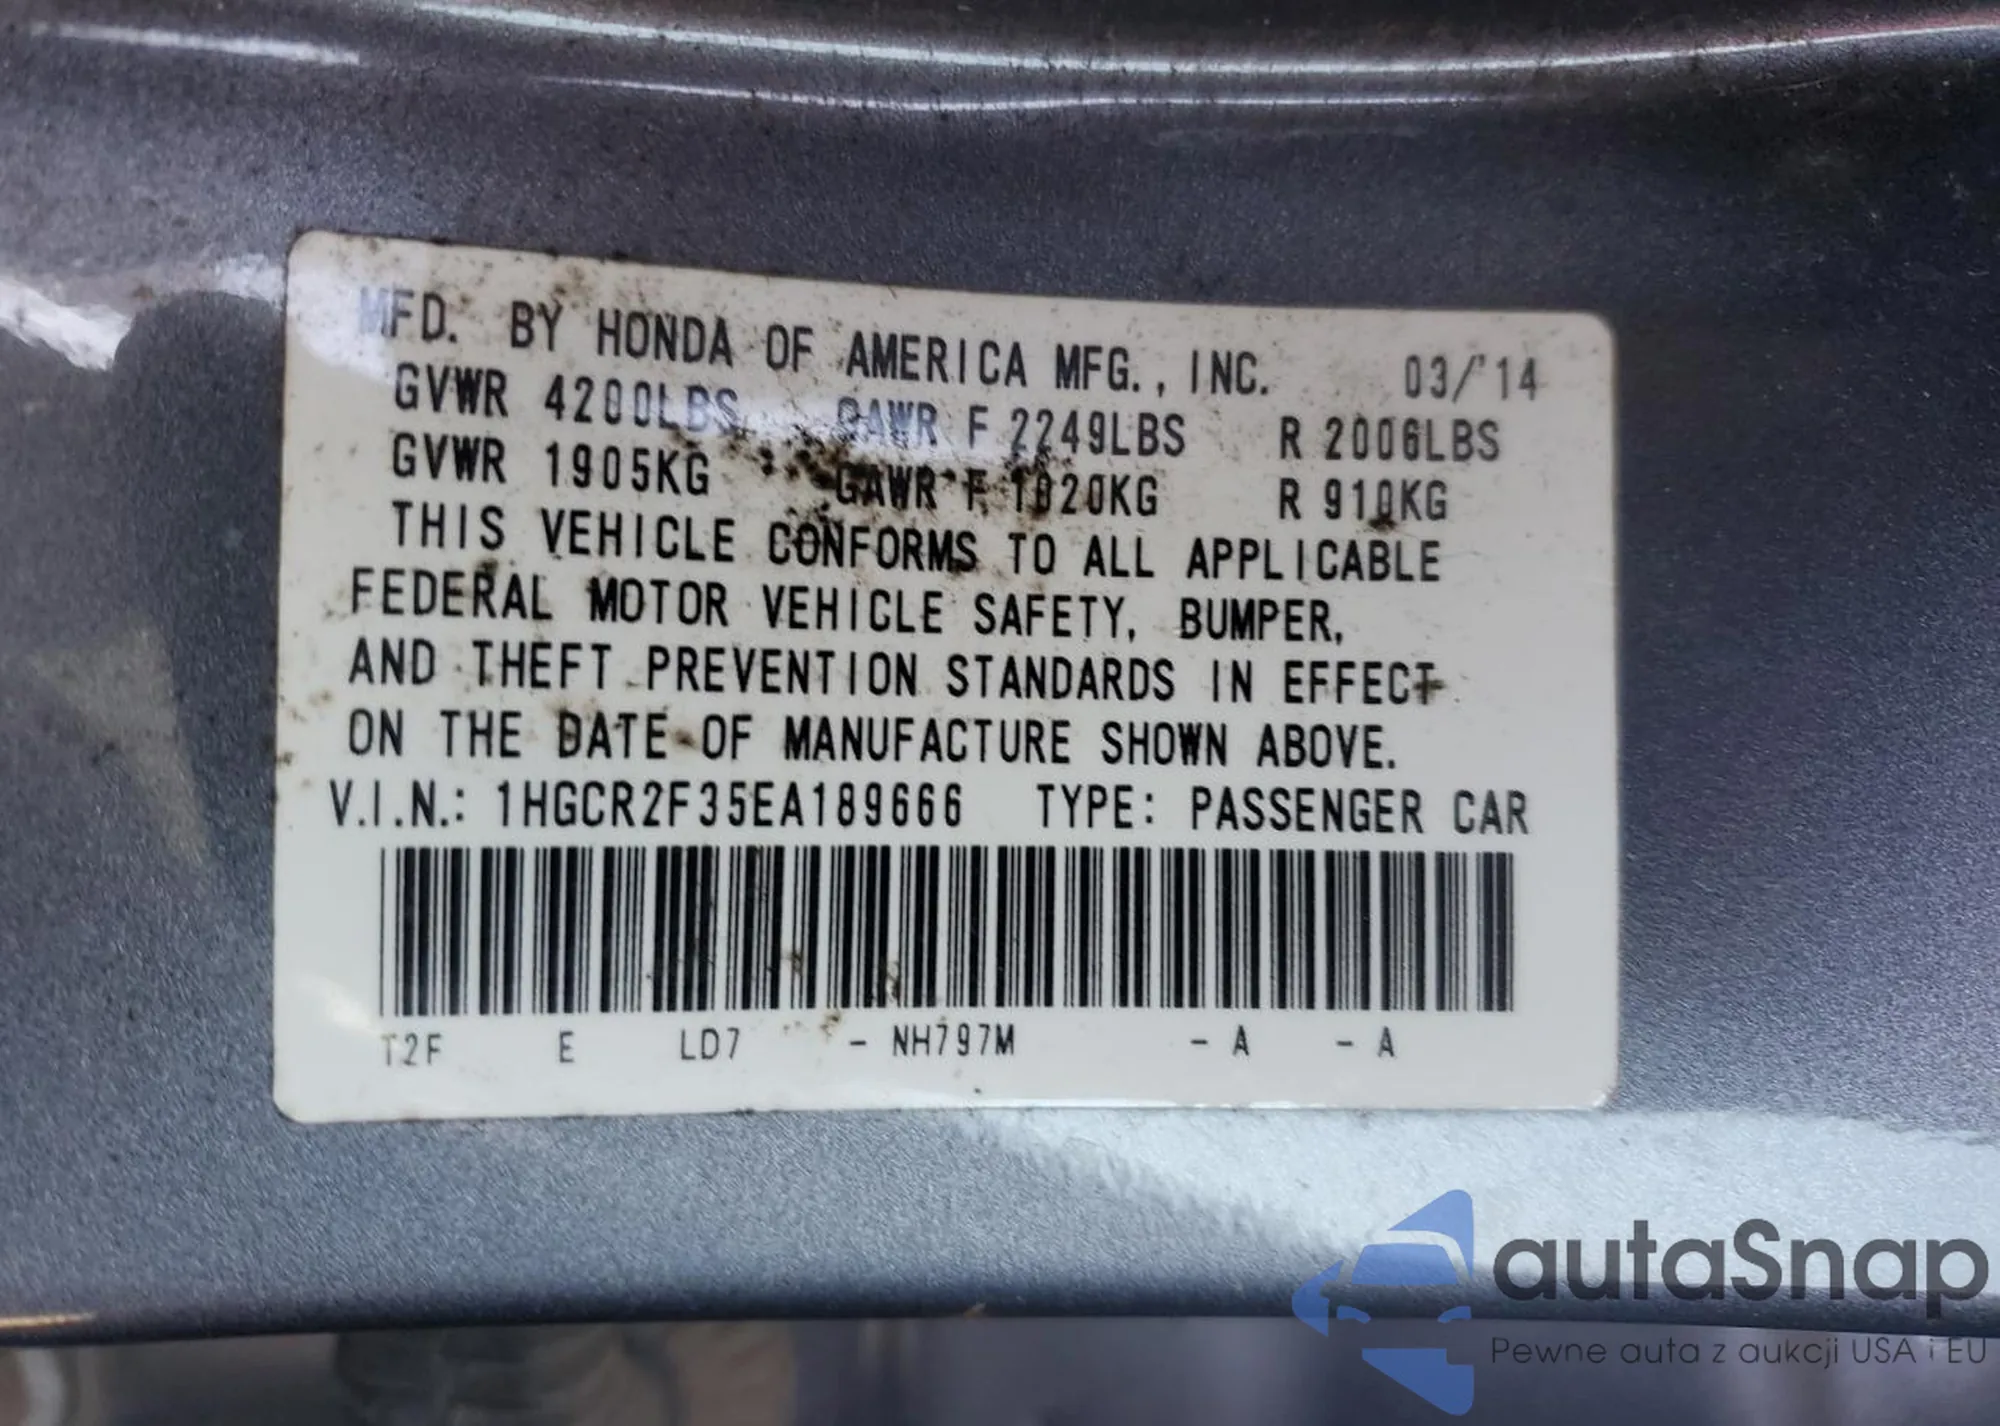 MFD. BY HONDA OF AMERICA MFG., INC. 03/'14
GVWR 4200LBS GAWR F 2249LBS R 2006LBS
GVWR 1905KG GAWR F 1020KG R 910KG
THIS VEHICLE CONFORMS TO ALL APPLICABLE
FEDERAL MOTOR VEHICLE SAFETY, BUMPER,
AND THEFT PREVENTION STANDARDS IN EFFECT
ON THE DATE OF MANUFACTURE SHOWN ABOVE.
V.I.N.: 1HGCR2F35EA189666 TYPE: PASSENGER CAR
T2F E LD7 - NH797M - A - A
autaSnap
Pewne auta z aukcji USA i EU